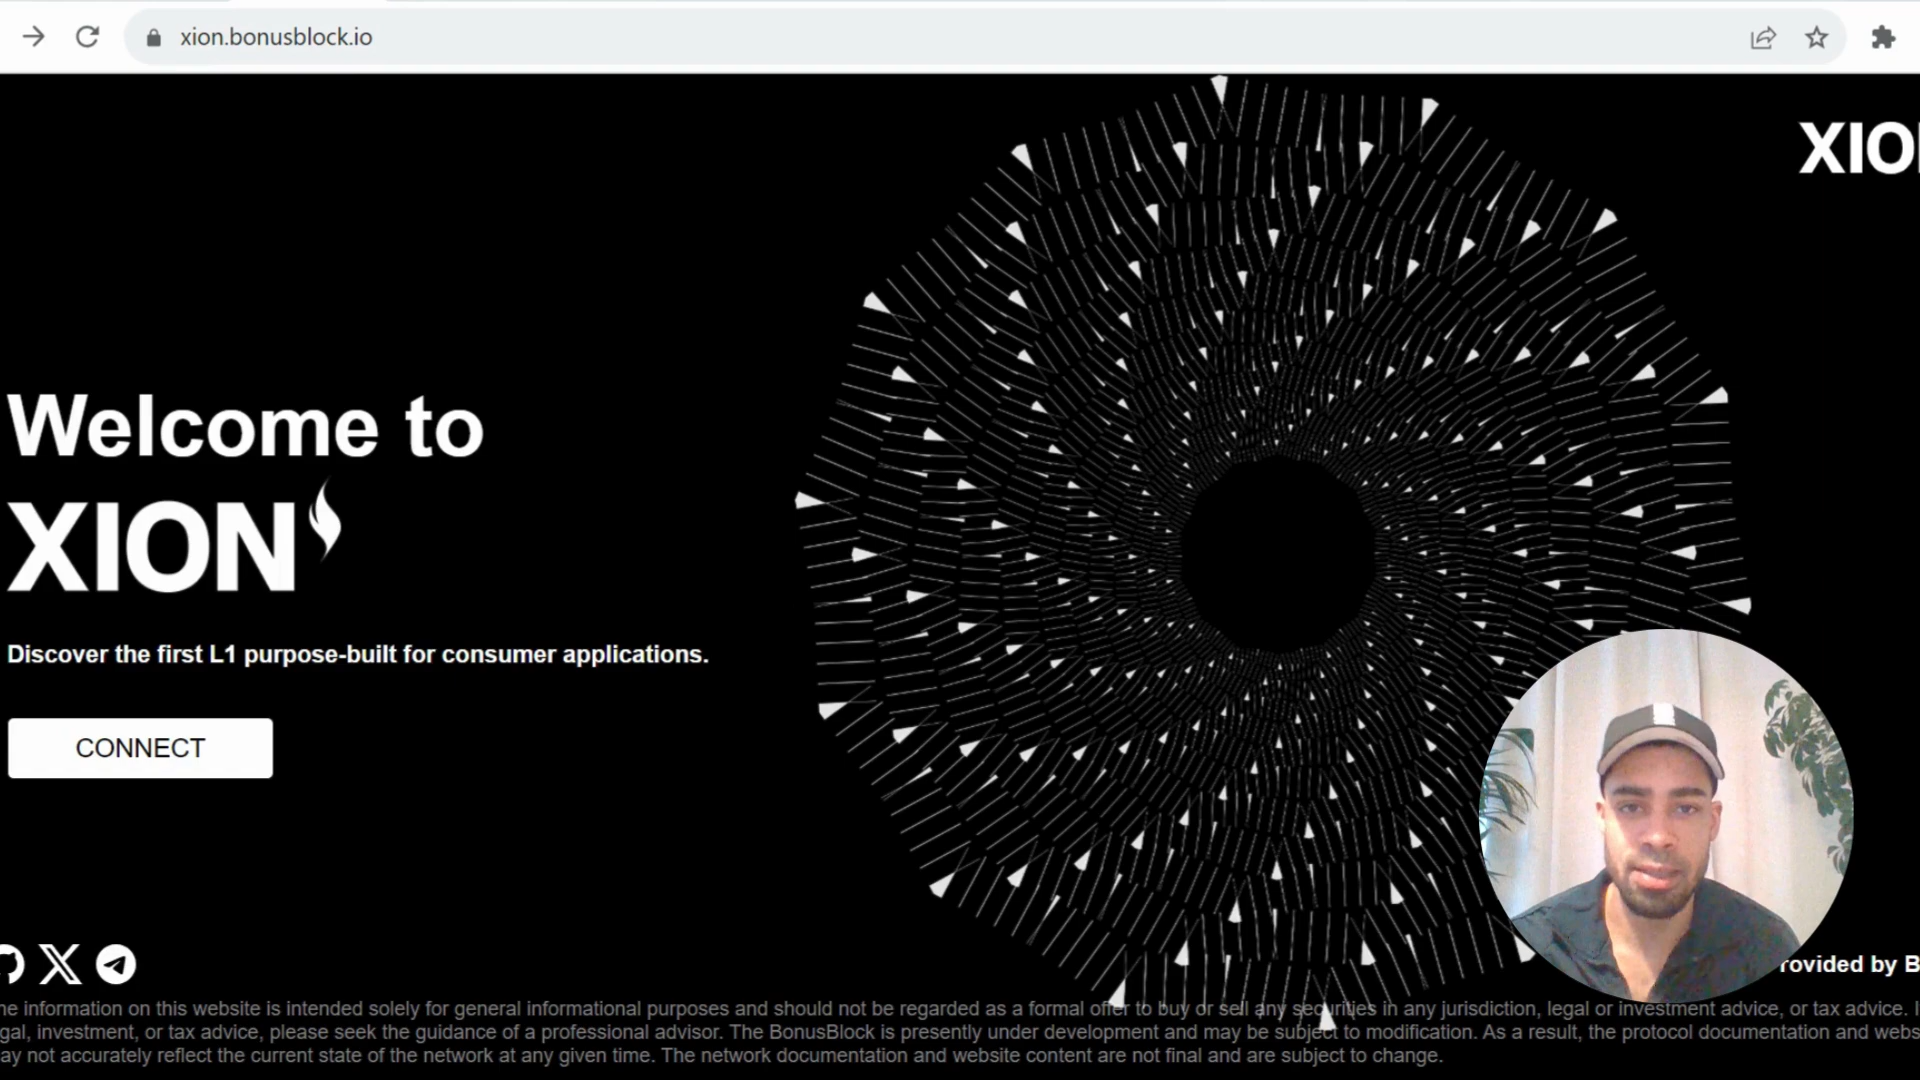 xion.bonusblock.io
XIO
Welcome to
XION
Discover the first L1 purpose-built for consumer applications.
CONNECT
rovided by B
he information on this website is intended solely for general informational purposes and should not be regarded as a formal offer to buy or sell any securities in any jurisdiction, legal or investment advice, or tax advice. I
gal, investment, or tax advice, please seek the guidance of a professional advisor. The BonusBlock is presently under development and may be subject to modification. As a result, the protocol documentation and webs
ay not accurately reflect the current state of the network at any given time. The network documentation and website content are not final and are subject to change.